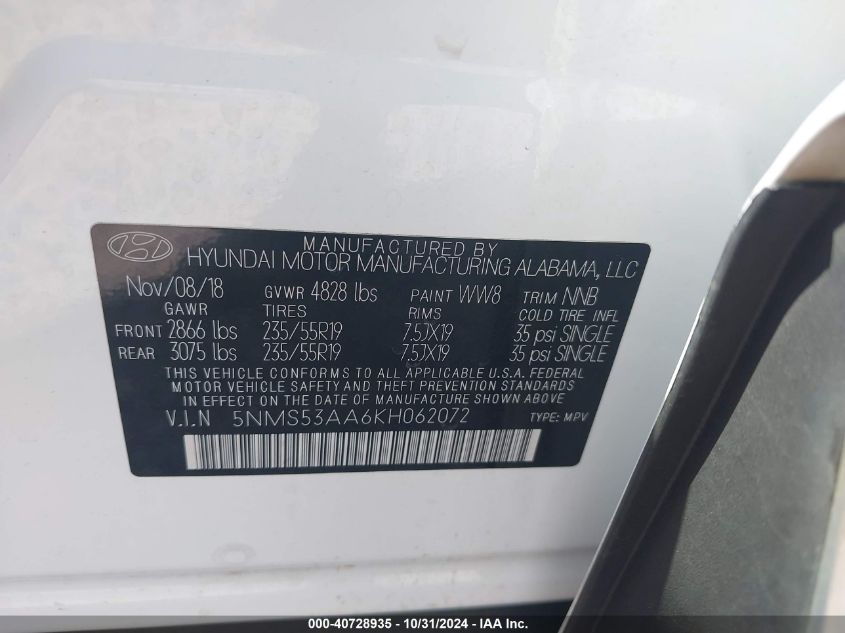 MANUFACTURED BY
HYUNDAI MOTOR MANUFACTURING ALABAMA, LLC
Nov/08/18 GVWR 4828 lbs PAINT WW8 TRIM NNB
GAWR TIRES RIMS COLD TIRE INFL
FRONT 2866 lbs 235/55R19 7.5JX19 35 psi SINGLE
REAR 3075 lbs 235/55R19 7.5JX19 35 psi SINGLE
THIS VEHICLE CONFORMS TO ALL APPLICABLE U.S.A. FEDERAL
MOTOR VEHICLE SAFETY AND THEFT PREVENTION STANDARDS
IN EFFECT ON THE DATE OF MANUFACTURE SHOWN ABOVE.
V.I.N 5NMS53AA6KH062072 TYPE: MPV
000-40728935 - 10/31/2024 - IAAI.com